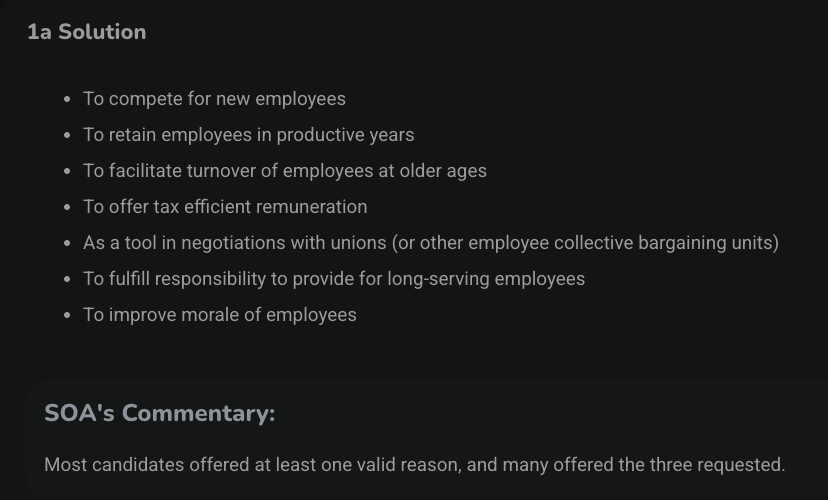 1a Solution
• To compete for new employees
• To retain employees in productive years
• To facilitate turnover of employees at older ages
• To offer tax efficient remuneration
• As a tool in negotiations with unions (or other employee collective bargaining units)
• To fulfill responsibility to provide for long-serving employees
• To improve morale of employees
SOA's Commentary:
Most candidates offered at least one valid reason, and many offered the three requested.